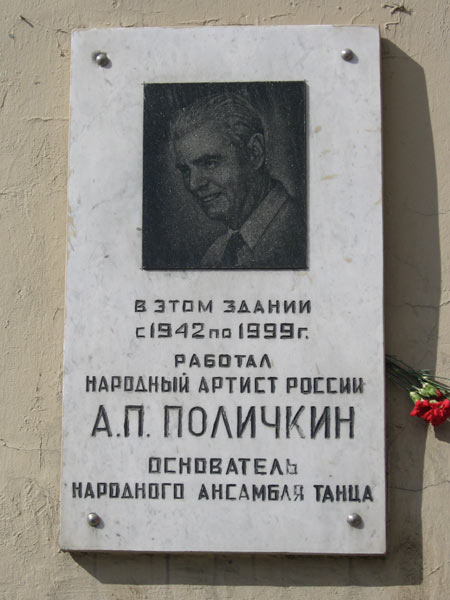 В ЭТОМ ЗДАНИИ
С 1942 ПО 1999 Г.
РАБОТАЛ
НАРОДНЫЙ АРТИСТ РОССИИ
А.П. ПОЛИЧКИН
ОСНОВАТЕЛЬ
НАРОДНОГО АНСАМБЛЯ ТАНЦА